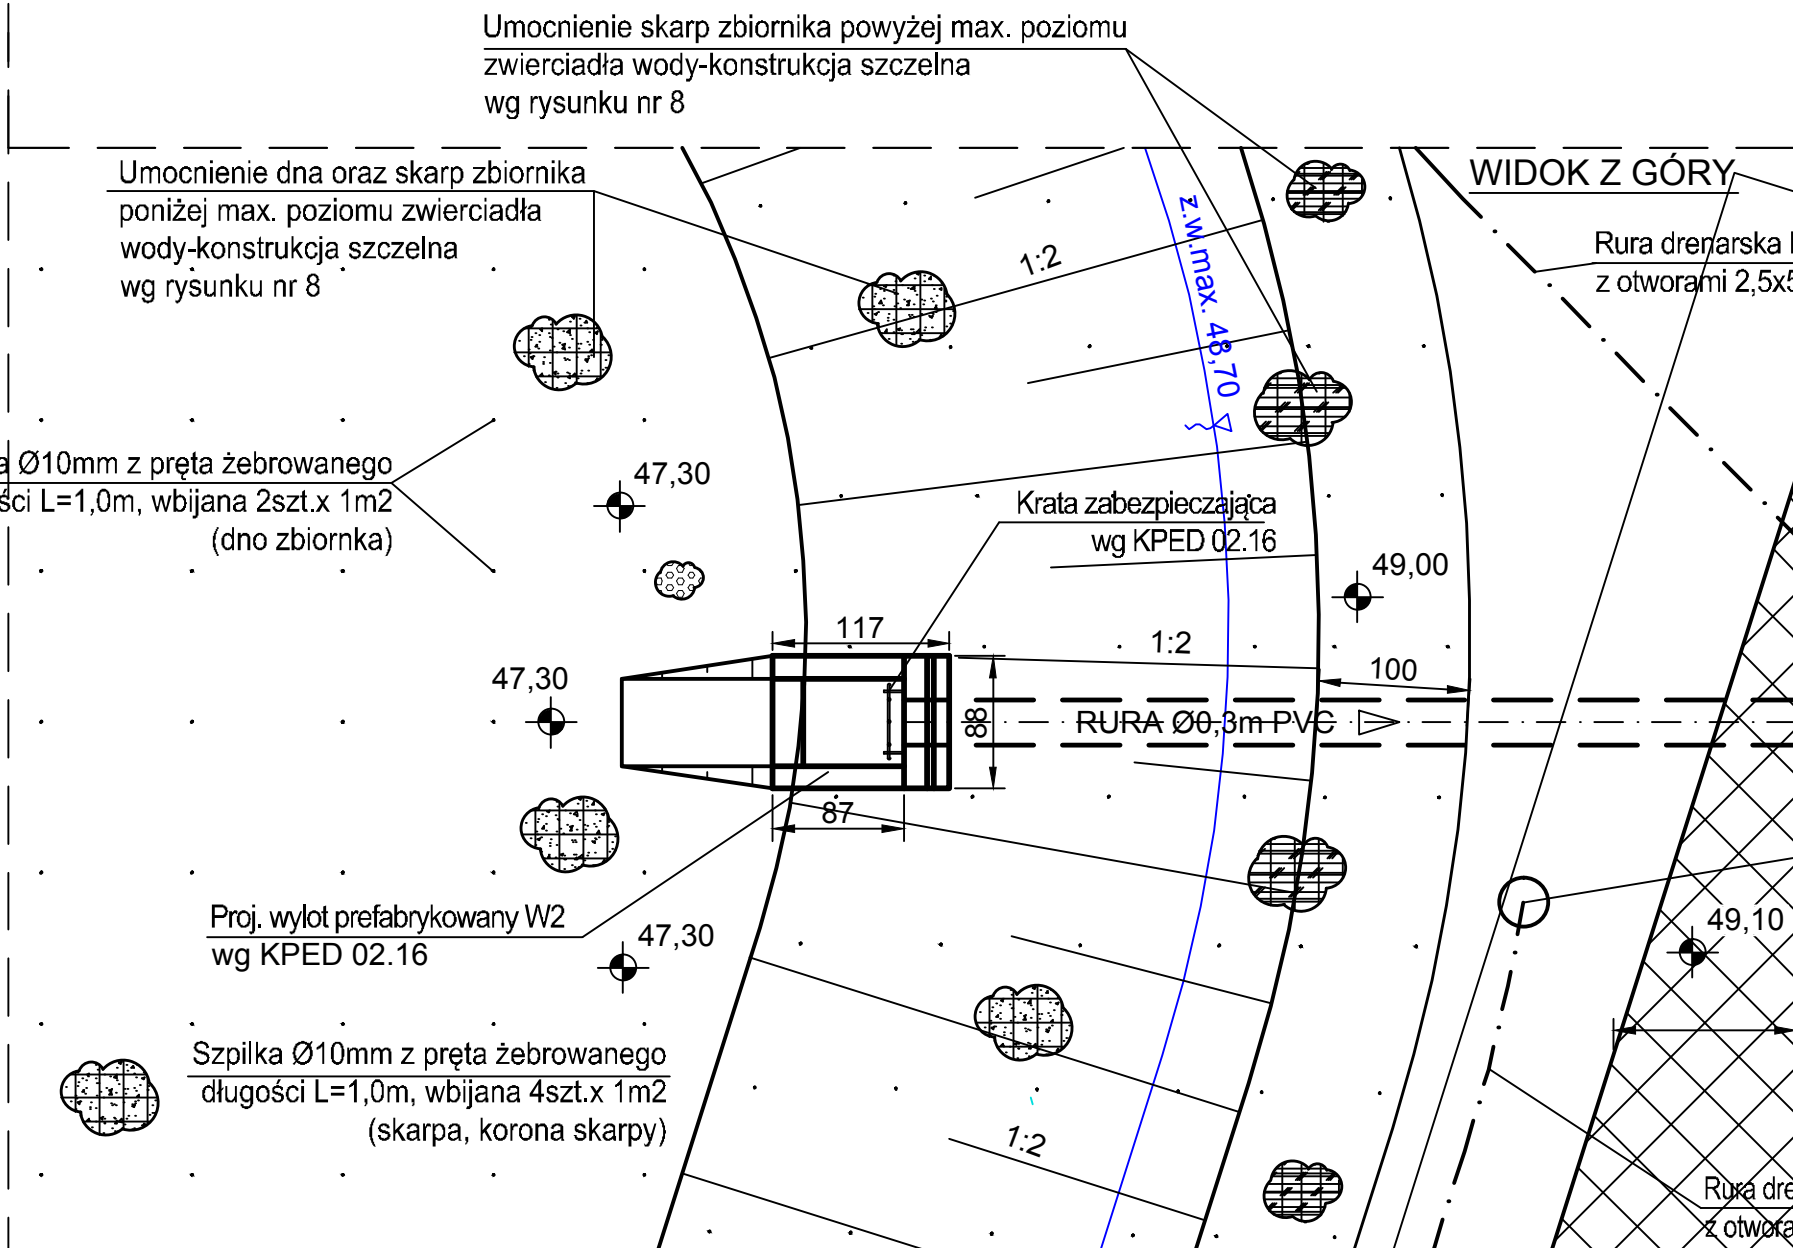 Umocnienie skarp zbiornika powyżej max. poziomu
zwierciadła wody-konstrukcja szczelna
wg rysunku nr 8
Umocnienie dna oraz skarp zbiornika
poniżej max. poziomu zwierciadła
wody-konstrukcja szczelna
wg rysunku nr 8
WIDOK Z GÓRY
Rura drenarska
z otworami 2,5x5
1:2
z.w.max. 48,70
Ø10mm z pręta żebrowanego
L=1,0m, wbijana 2szt.x 1m2
(dno zbiornka)
47,30
Krata zabezpieczająca
wg KPED 02.16
49,00
117
1:2
100
47,30
88
RURA Ø0,3m PVC
87
Proj. wylot prefabrykowany W2
wg KPED 02.16
47,30
49,10
Szpilka Ø10mm z pręta żebrowanego
długości L=1,0m, wbijana 4szt.x 1m2
(skarpa, korona skarpy)
1:2
Rura dre
z otwora